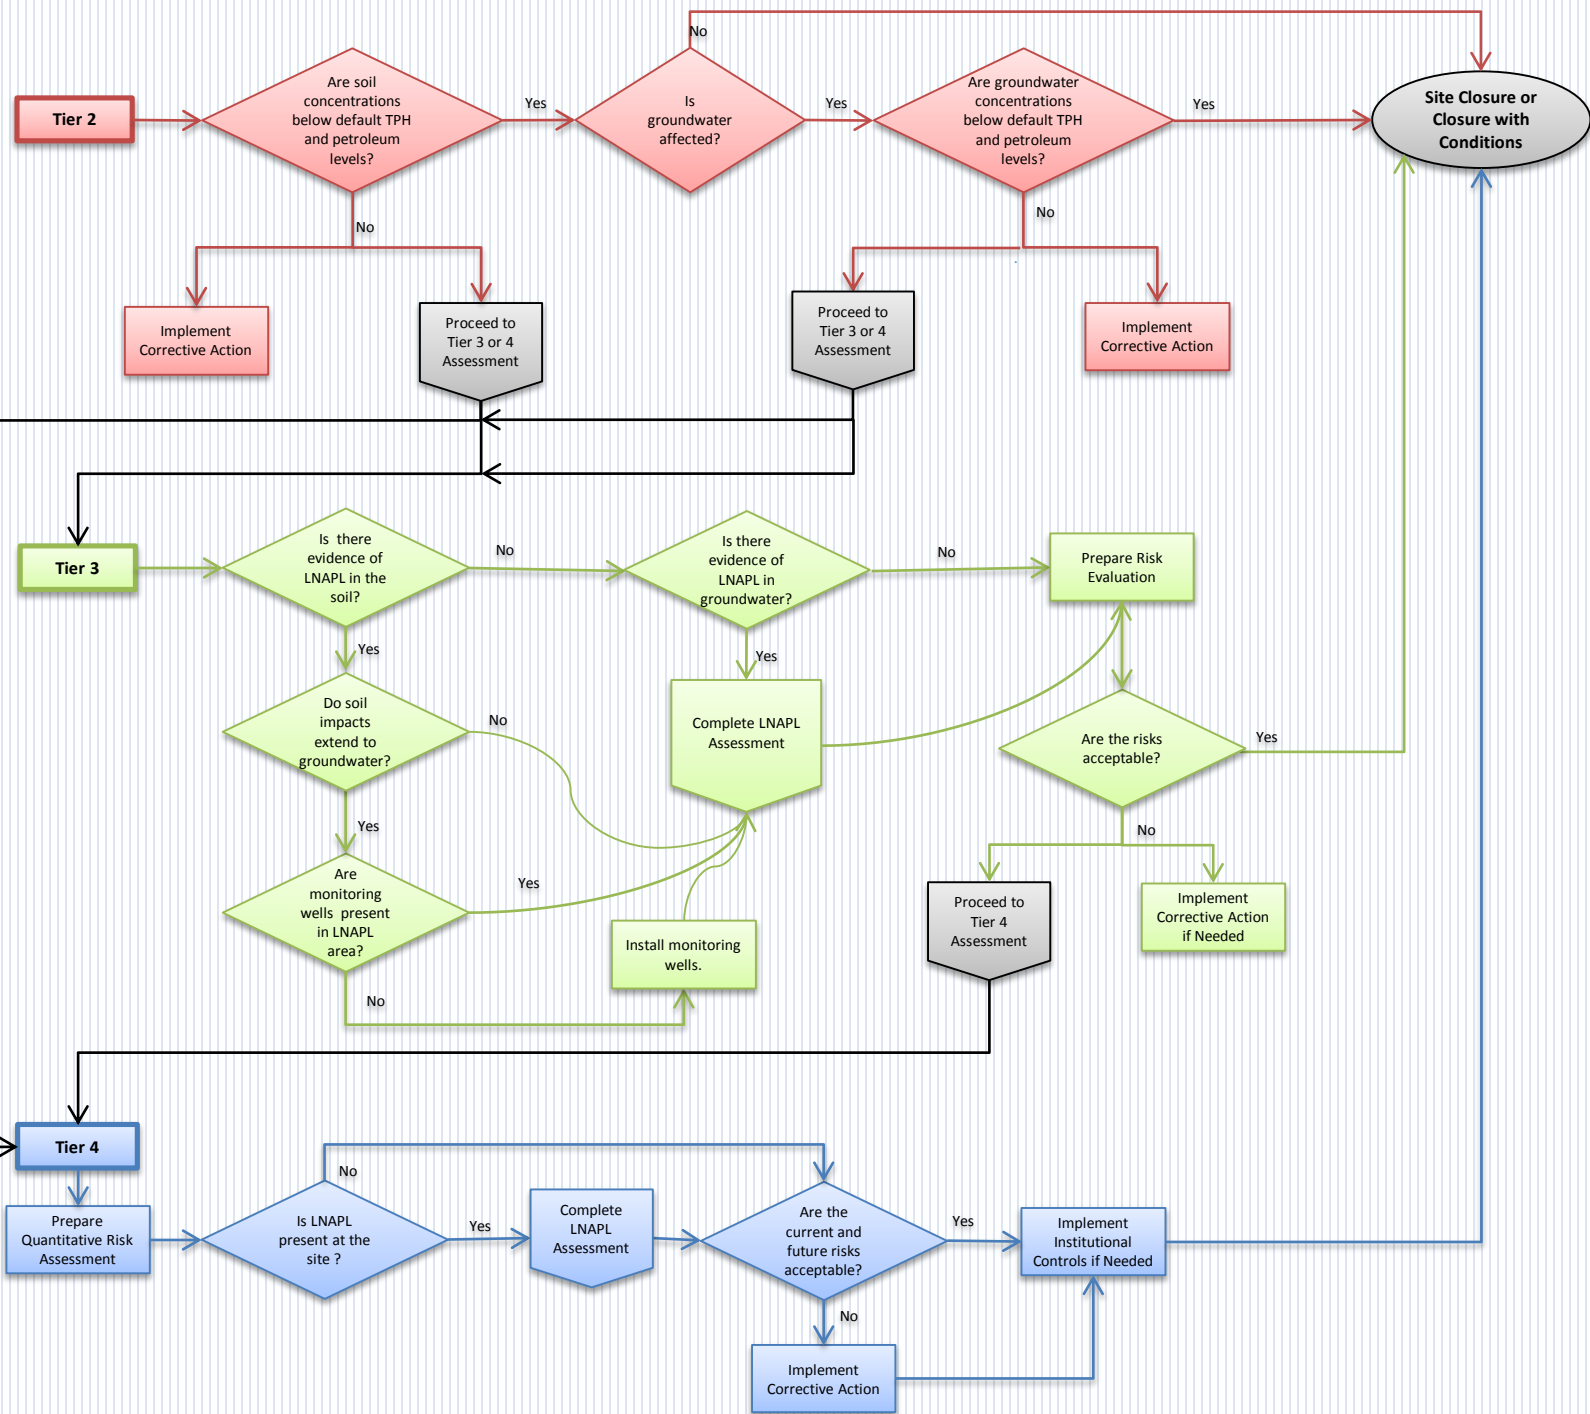 No
Tier 2
Are soil
concentrations
below default TPH
and petroleum
levels?
Yes
Is
groundwater
affected?
Yes
Are groundwater
concentrations
below default TPH
and petroleum
levels?
Yes
Site Closure or
Closure with
Conditions
No
No
Implement
Corrective Action
Proceed to
Tier 3 or 4
Assessment
Proceed to
Tier 3 or 4
Assessment
Implement
Corrective Action
Tier 3
Is there
evidence of
LNAPL in the
soil?
No
Is there
evidence of
LNAPL in
groundwater?
No
Prepare Risk
Evaluation
Yes
Yes
Do soil
impacts
extend to
groundwater?
No
Complete LNAPL
Assessment
Are the risks
acceptable?
Yes
Yes
No
Are
monitoring
wells present
in LNAPL
area?
Yes
Install monitoring
wells.
Proceed to
Tier 4
Assessment
Implement
Corrective Action
if Needed
No
Tier 4
Prepare
Quantitative Risk
Assessment
No
Is LNAPL
present at the
site ?
Yes
Complete
LNAPL
Assessment
Are the
current and
future risks
acceptable?
Yes
Implement
Institutional
Controls if Needed
No
Implement
Corrective Action